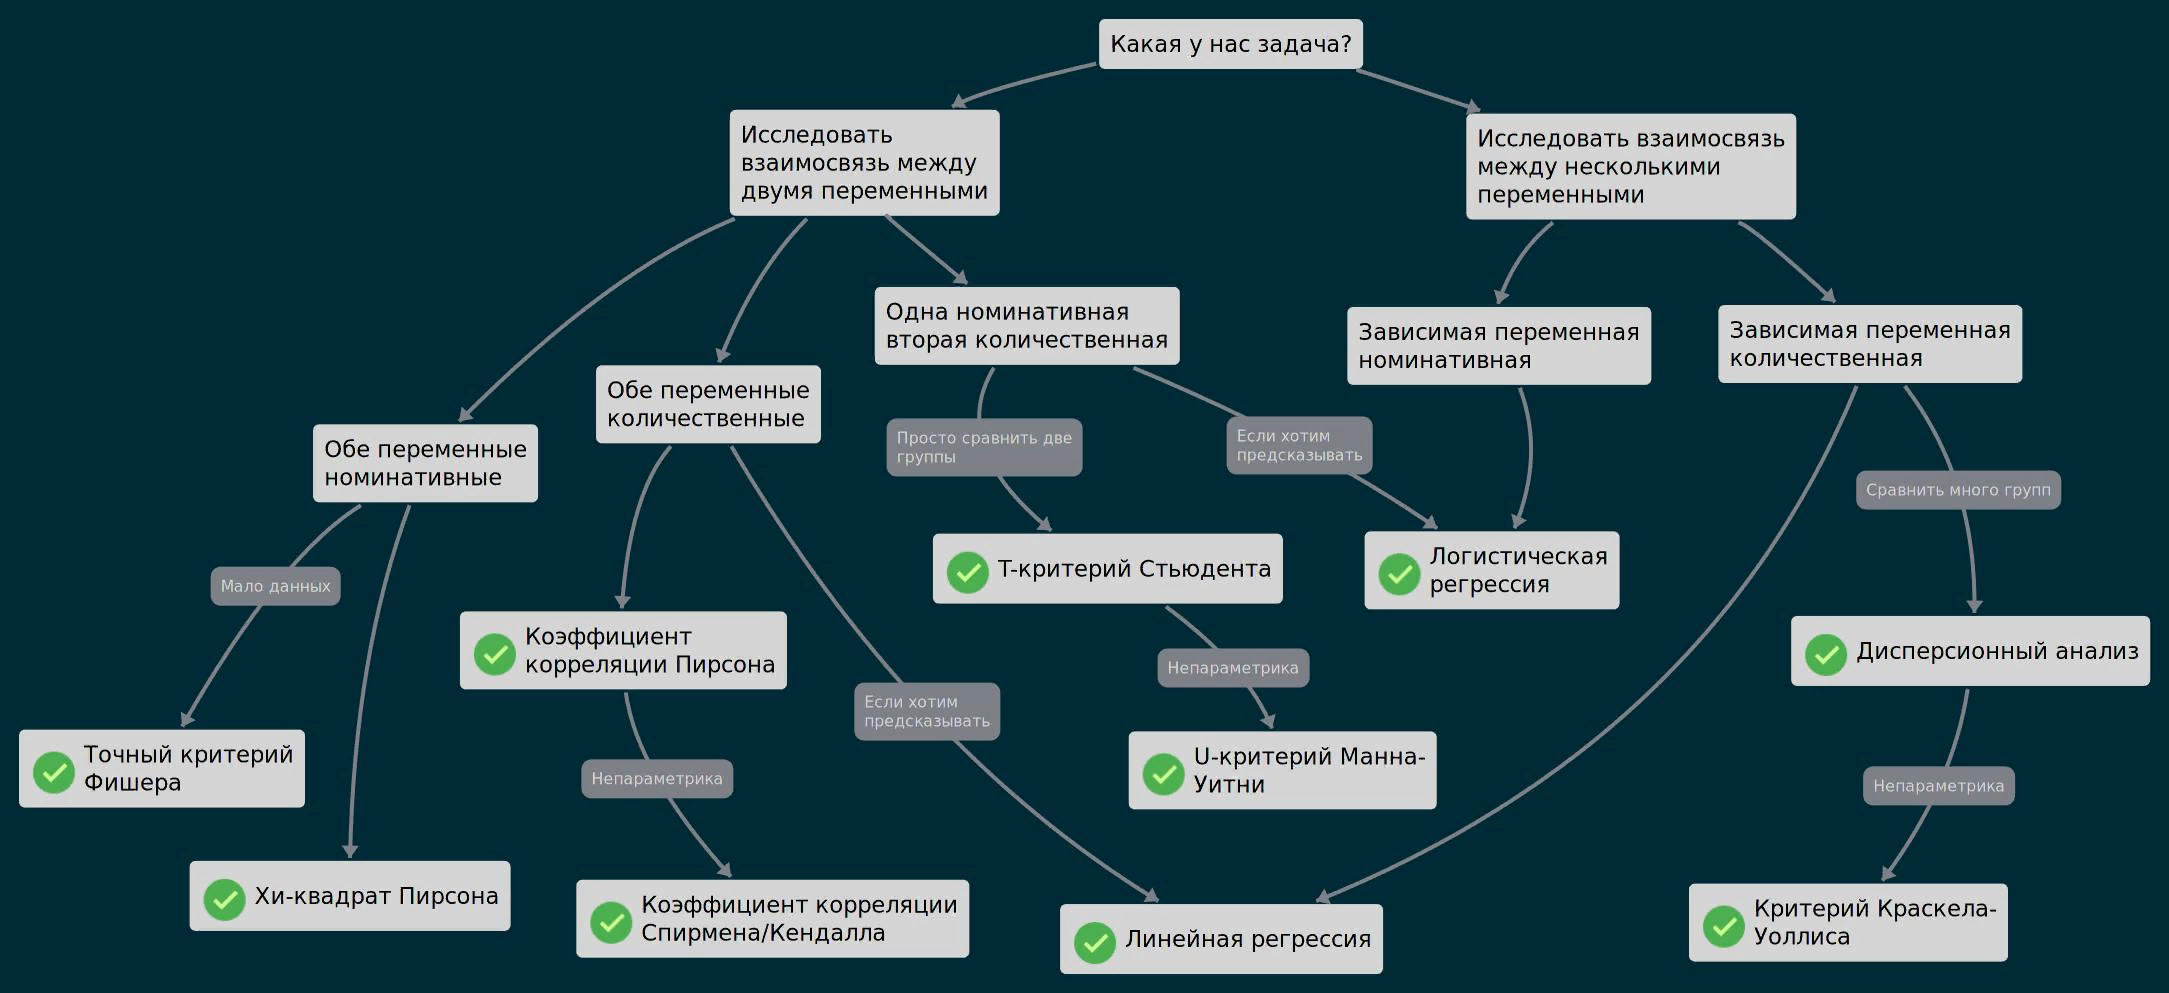 Какая у нас задача?
Исследовать
взаимосвязь между
двумя переменными
Исследовать взаимосвязь
между несколькими
переменными
Одна номинативная
вторая количественная
Зависимая переменная
номинативная
Зависимая переменная
количественная
Обе переменные
количественные
Обе переменные
номинативные
Просто сравнить две
группы
Если хотим
предсказывать
Сравнить много групп
Мало данных
Т-критерий Стьюдента
Логистическая
регрессия
Коэффициент
корреляции Пирсона
Дисперсионный анализ
Непараметрика
Если хотим
предсказывать
Точный критерий
Фишера
U-критерий Манна-
Уитни
Непараметрика
Непараметрика
Хи-квадрат Пирсона
Коэффициент корреляции
Спирмена/Кендалла
Линейная регрессия
Критерий Краскела-
Уоллиса